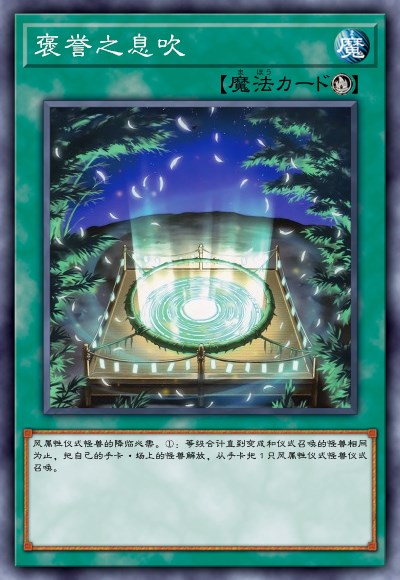 褒誉之息吹
魔
【魔法カード】
まほう
风属性仪式怪兽的降临必需。①：等级合计直到变成和仪式召唤的怪兽相同
为止，把自己的手卡・场上的怪兽解放，从手卡把１只风属性仪式怪兽仪式
召唤。